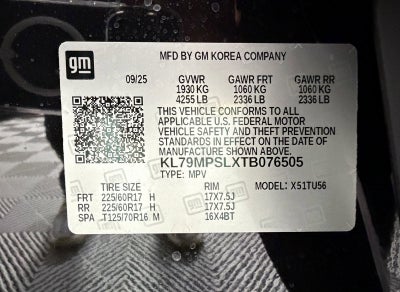 gm
MFD BY GM KOREA COMPANY
09/25 GVWR GAWR FRT GAWR RR
1930 KG 1060 KG 1060 KG
4255 LB 2336 LB 2336 LB
THIS VEHICLE CONFORMS TO ALL
APPLICABLE U.S. FEDERAL MOTOR
VEHICLE SAFETY AND THEFT PREVENTION
STANDARDS IN EFFECT ON THE DATE OF
MANUFACTURE SHOWN ABOVE.
KL79MPSLXTB076505
TYPE: MPV
TIRE SIZE RIM MODEL: X51TU56
FRT 225/60R17 H 17X7.5J
RR 225/60R17 H 17X7.5J
SPA T125/70R16 M 16X4BT